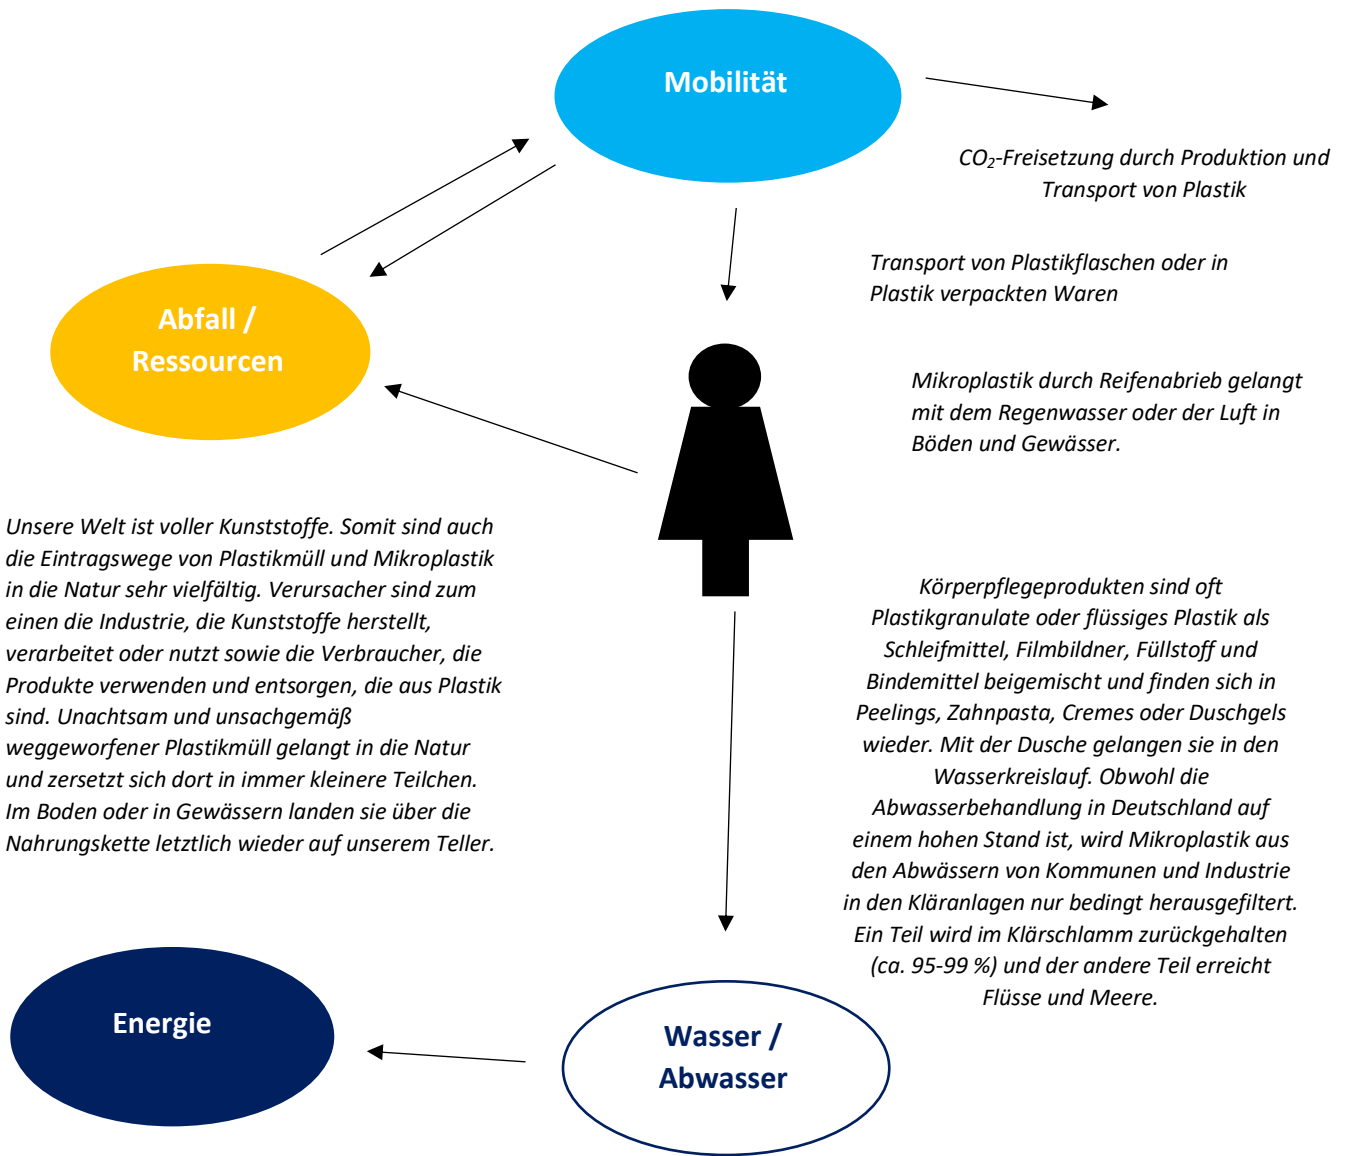 Mobilität
CO₂-Freisetzung durch Produktion und
Transport von Plastik
Transport von Plastikflaschen oder in
Plastik verpackten Waren
Abfall /
Ressourcen
Mikroplastik durch Reifenabrieb gelangt
mit dem Regenwasser oder der Luft in
Böden und Gewässer.
Unsere Welt ist voller Kunststoffe. Somit sind auch
die Eintragswege von Plastikmüll und Mikroplastik
in die Natur sehr vielfältig. Verursacher sind zum
einen die Industrie, die Kunststoffe herstellt,
verarbeitet oder nutzt sowie die Verbraucher, die
Produkte verwenden und entsorgen, die aus Plastik
sind. Unachtsam und unsachgemäß
weggeworfener Plastikmüll gelangt in die Natur
und zersetzt sich dort in immer kleinere Teilchen.
Im Boden oder in Gewässern landen sie über die
Nahrungskette letztlich wieder auf unserem Teller.
Körperpflegeprodukten sind oft
Plastikgranulate oder flüssiges Plastik als
Schleifmittel, Filmbildner, Füllstoff und
Bindemittel beigemischt und finden sich in
Peelings, Zahnpasta, Cremes oder Duschgels
wieder. Mit der Dusche gelangen sie in den
Wasserkreislauf. Obwohl die
Abwasserbehandlung in Deutschland auf
einem hohen Stand ist, wird Mikroplastik aus
den Abwässern von Kommunen und Industrie
in den Kläranlagen nur bedingt herausgefiltert.
Ein Teil wird im Klärschlamm zurückgehalten
(ca. 95-99 %) und der andere Teil erreicht
Flüsse und Meere.
Energie
Wasser /
Abwasser